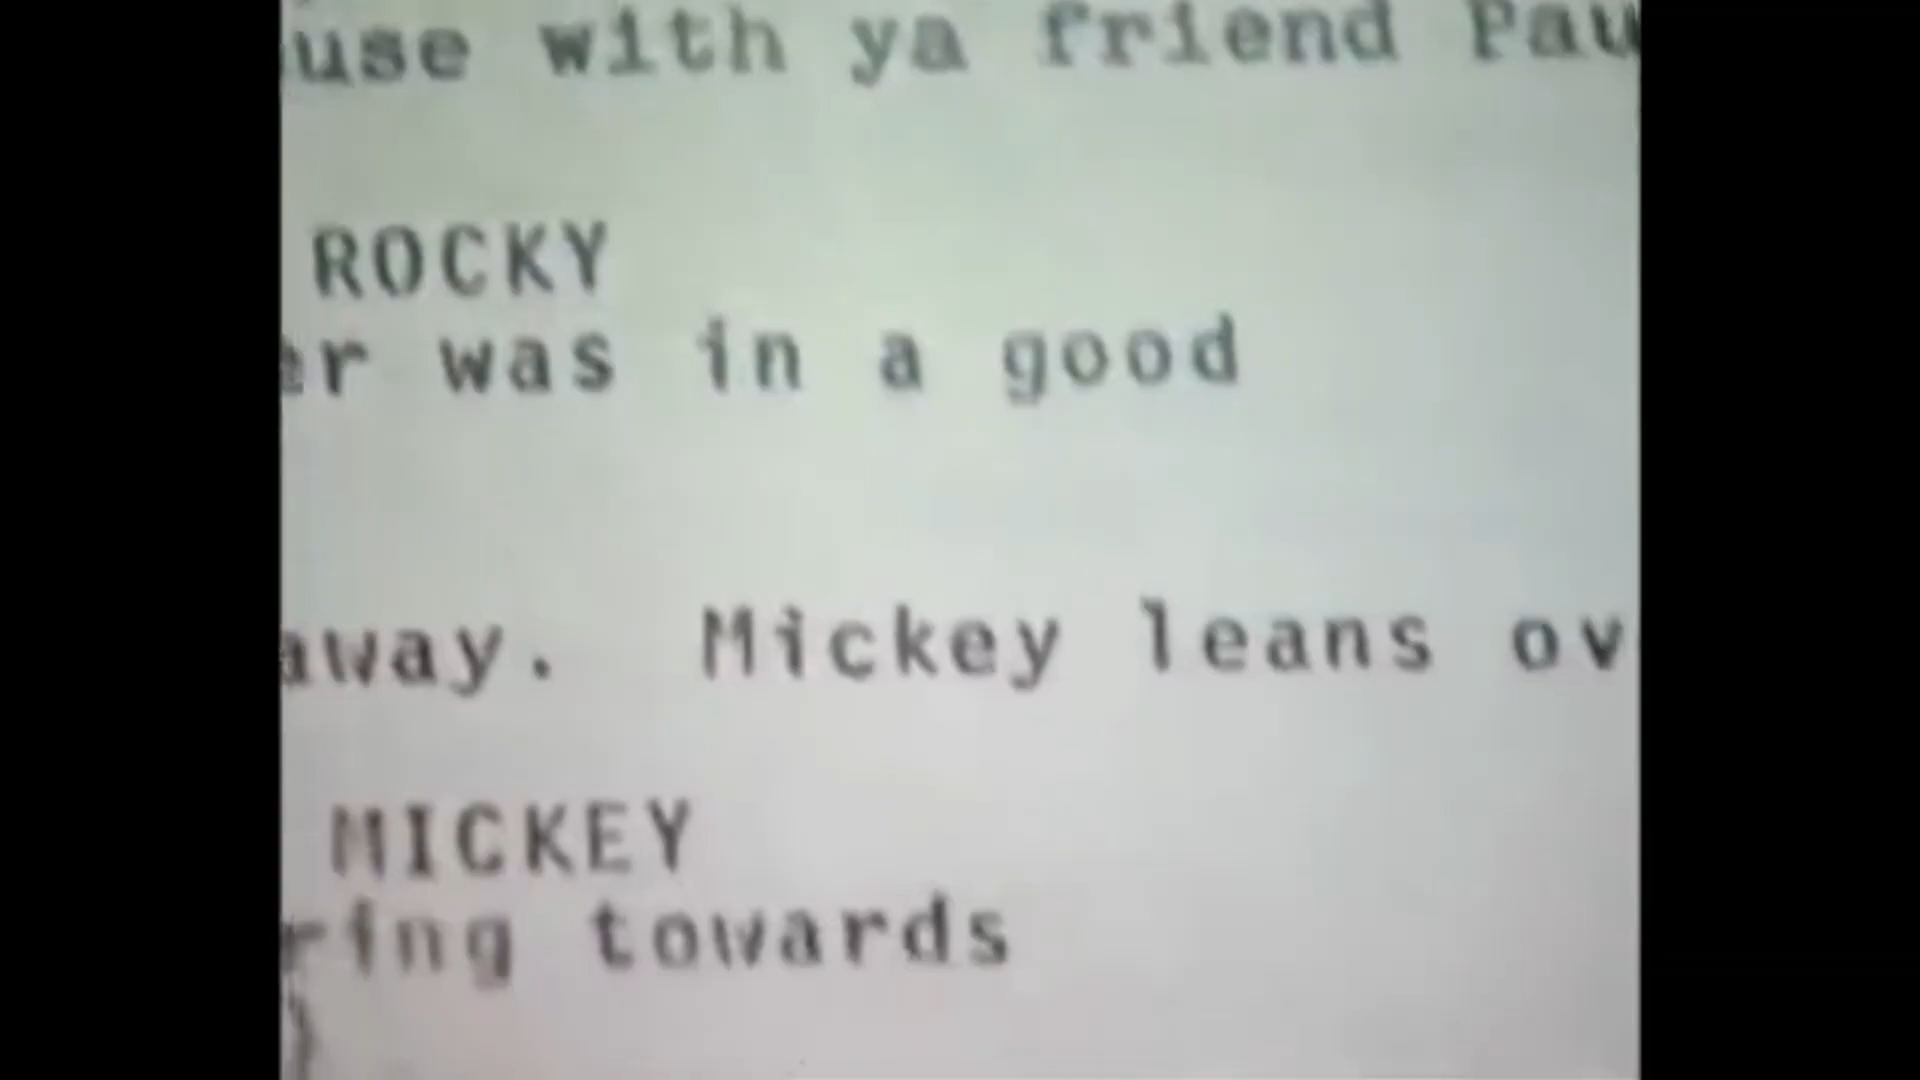 use with ya friend Pau
ROCKY
er was in a good
away. Mickey leans ov
MICKEY
ring towards
)